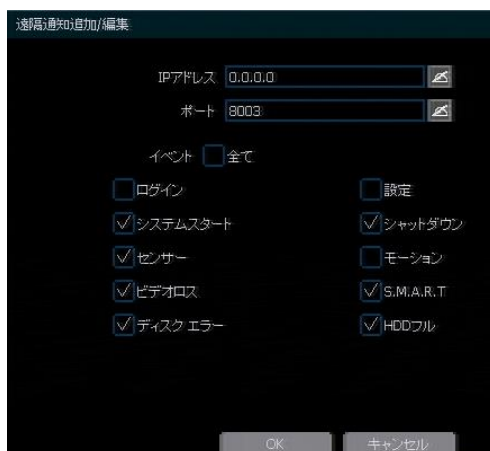 遠隔通知追加/編集
IPアドレス 0.0.0.0
ポート 8003
イベント 全て
ログイン 設定
システムスタート シャットダウン
センサー モーション
ビデオロス S.M.A.R.T
ディスク エラー HDDフル
OK キャンセル